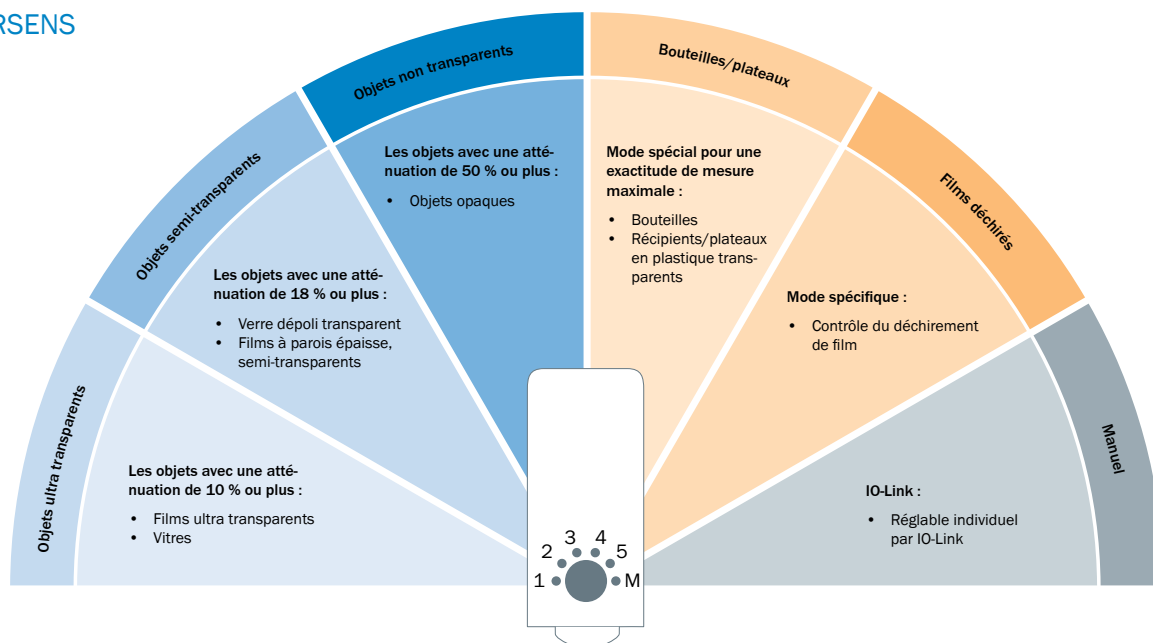 RSENS
Objets ultra transparents
Les objets avec une atté-
nuation de 10 % ou plus :
• Films ultra transparents
• Vitres
Objets semi-transparents
Les objets avec une atté-
nuation de 18 % ou plus :
• Verre dépoli transparent
• Films à parois épaisse,
semi-transparents
Objets non transparents
Les objets avec une atté-
nuation de 50 % ou plus :
• Objets opaques
Bouteilles/plateaux
Mode spécial pour une
exactitude de mesure
maximale :
• Bouteilles
• Récipients/plateaux
en plastique trans-
parents
Films déchirés
Mode spécifique :
• Contrôle du déchirement
de film
Manuel
IO-Link :
• Réglable individuel
par IO-Link
1
2
3
4
5
M